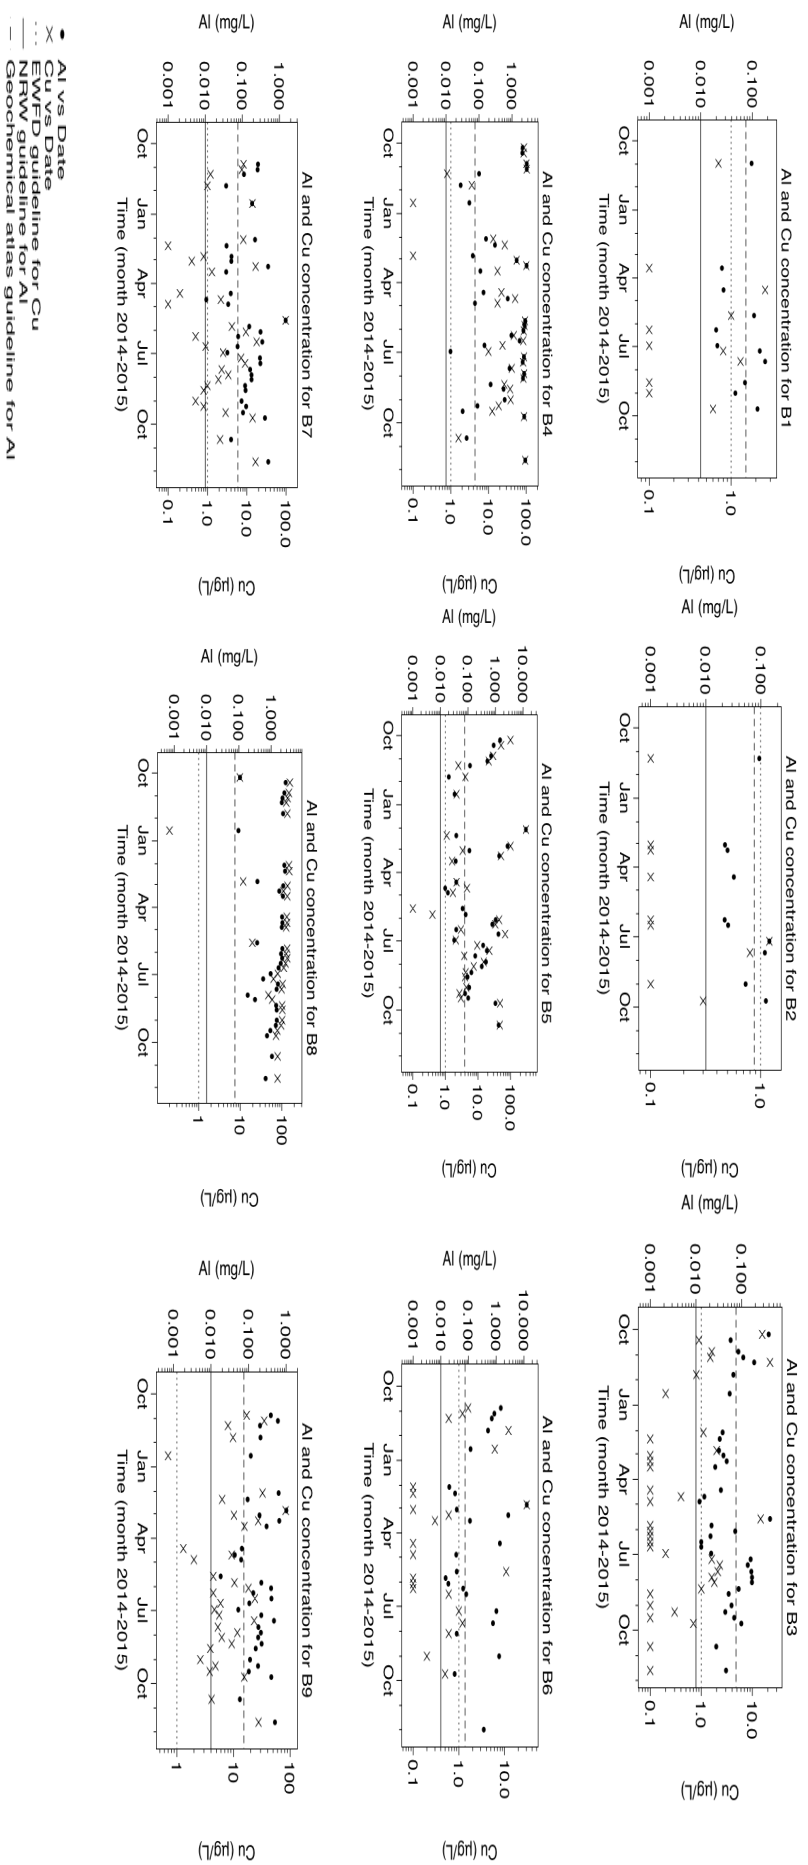 Al and Cu concentration for B1
Al (mg/L)
0.001
0.010
0.100
Oct
Jan
Apr
Jul
Oct
Time (month 2014-2015)
0.1
1.0
Cu (µg/L)
Al and Cu concentration for B2
Al (mg/L)
0.001
0.010
0.100
Oct
Jan
Apr
Jul
Oct
Time (month 2014-2015)
0.1
1.0
Cu (µg/L)
Al and Cu concentration for B3
Al (mg/L)
0.001
0.010
0.100
Oct
Jan
Apr
Jul
Oct
Time (month 2014-2015)
0.1
1.0
10.0
Cu (µg/L)
Al and Cu concentration for B4
Al (mg/L)
0.001
0.010
0.100
1.000
Oct
Jan
Apr
Jul
Oct
Time (month 2014-2015)
0.1
1.0
10.0
100.0
Cu (µg/L)
Al and Cu concentration for B5
Al (mg/L)
0.001
0.010
0.100
1.000
10.000
Oct
Jan
Apr
Jul
Oct
Time (month 2014-2015)
0.1
1.0
10.0
100.0
Cu (µg/L)
Al and Cu concentration for B6
Al (mg/L)
0.001
0.010
0.100
1.000
10.000
Oct
Jan
Apr
Jul
Oct
Time (month 2014-2015)
0.1
1.0
10.0
Cu (µg/L)
Al and Cu concentration for B7
Al (mg/L)
0.001
0.010
0.100
1.000
Oct
Jan
Apr
Jul
Oct
Time (month 2014-2015)
0.1
1.0
10.0
100.0
Cu (µg/L)
Al and Cu concentration for B8
Al (mg/L)
0.001
0.010
0.100
1.000
Oct
Jan
Apr
Jul
Oct
Time (month 2014-2015)
1
10
100
Cu (µg/L)
Al and Cu concentration for B9
Al (mg/L)
0.001
0.010
0.100
1.000
Oct
Jan
Apr
Jul
Oct
Time (month 2014-2015)
1
10
100
Cu (µg/L)
Al vs Date
Cu vs Date
EWFD guideline for Cu
NRW guideline for Al
Geochemical atlas guideline for Al